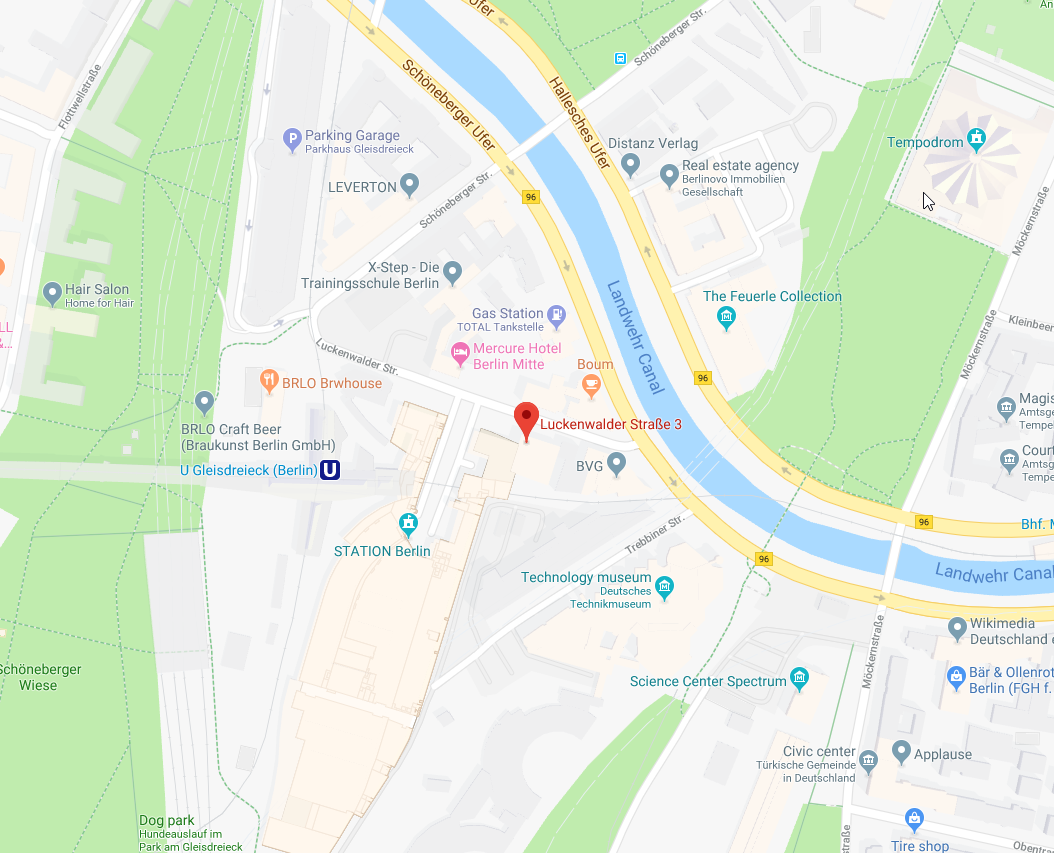 Ufer
An
Schöneberger Str.
Flottwellstraße
Schöneberger Ufer
Hallesches Ufer
Parking Garage
Parkhaus Gleisdreieck
P
Distanz Verlag
Tempodrom
Real estate agency
Berlinovo Immobilien
Gesellschaft
LEVERTON
Schöneberger Str.
96
Möckernstraße
X-Step - Die
Trainingsschule Berlin
Hair Salon
Home for Hair
Landwehr Canal
The Feuerle Collection
Gas Station
TOTAL Tankstelle
Kleinbeer
LL
&...
Luckenwalder Str.
Mercure Hotel
Berlin Mitte
Möckernstraße
Boum
96
BRLO Brwhouse
Magis
Amtsge
Tempe
Luckenwalder Straße 3
BRLO Craft Beer
(Braukunst Berlin GmbH)
Court
Amtsg
Tempe
U Gleisdreieck (Berlin)
U
BVG
96
Bhf. M
STATION Berlin
Trebbiner Str.
96
Landwehr Canal
Technology museum
Deutsches
Technikmuseum
Wikimedia
Deutschland e
Schöneberger
Wiese
Möckernstraße
Science Center Spectrum
Bär & Ollenrot
Berlin (FGH f.
Civic center
Türkische Gemeinde
in Deutschland
Applause
Dog park
Hundeauslauf im
Park am Gleisdreieck
Tire shop
straße
Obentra